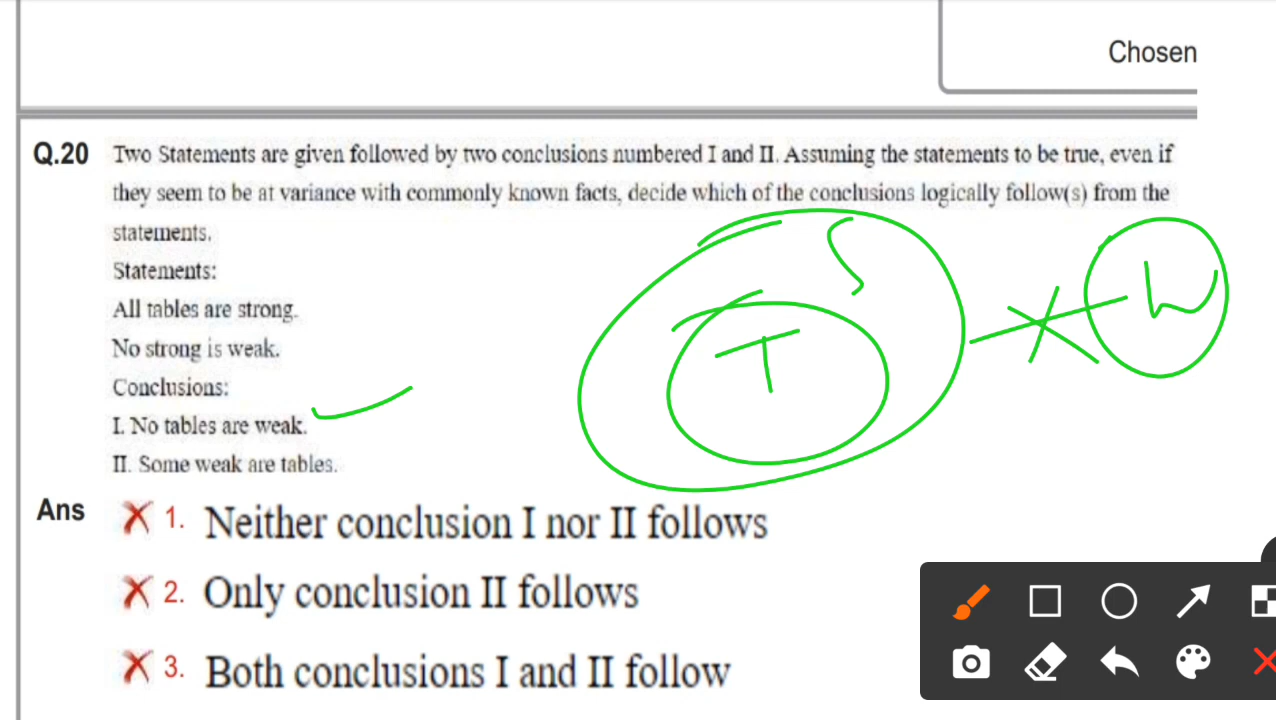 Chosen
Q.20 Two Statements are given followed by two conclusions numbered I and II. Assuming the statements to be true, even if
they seem to be at variance with commonly known facts, decide which of the conclusions logically follow(s) from the
statements.
Statements:
All tables are strong.
No strong is weak.
Conclusions:
I. No tables are weak.
II. Some weak are tables.
S
T
W
Ans
1. Neither conclusion I nor II follows
2. Only conclusion II follows
3. Both conclusions I and II follow